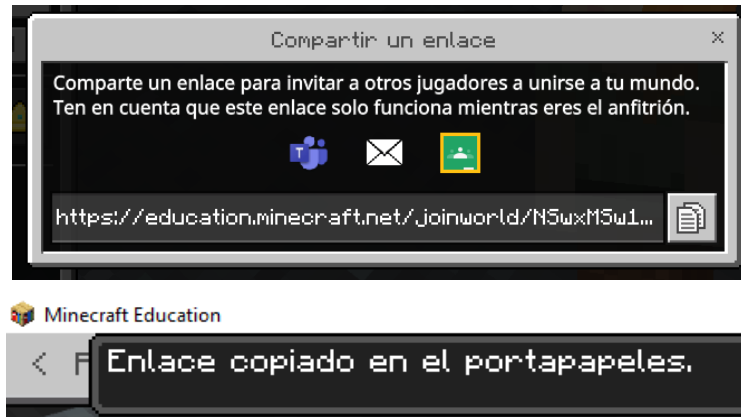 Compartir un enlace
Comparte un enlace para invitar a otros jugadores a unirse a tu mundo.
Ten en cuenta que este enlace solo funciona mientras eres el anfitrión.
https://education.minecraft.net/joinworld/NSwxMSw1...
Minecraft Education
Enlace copiado en el portapapeles.